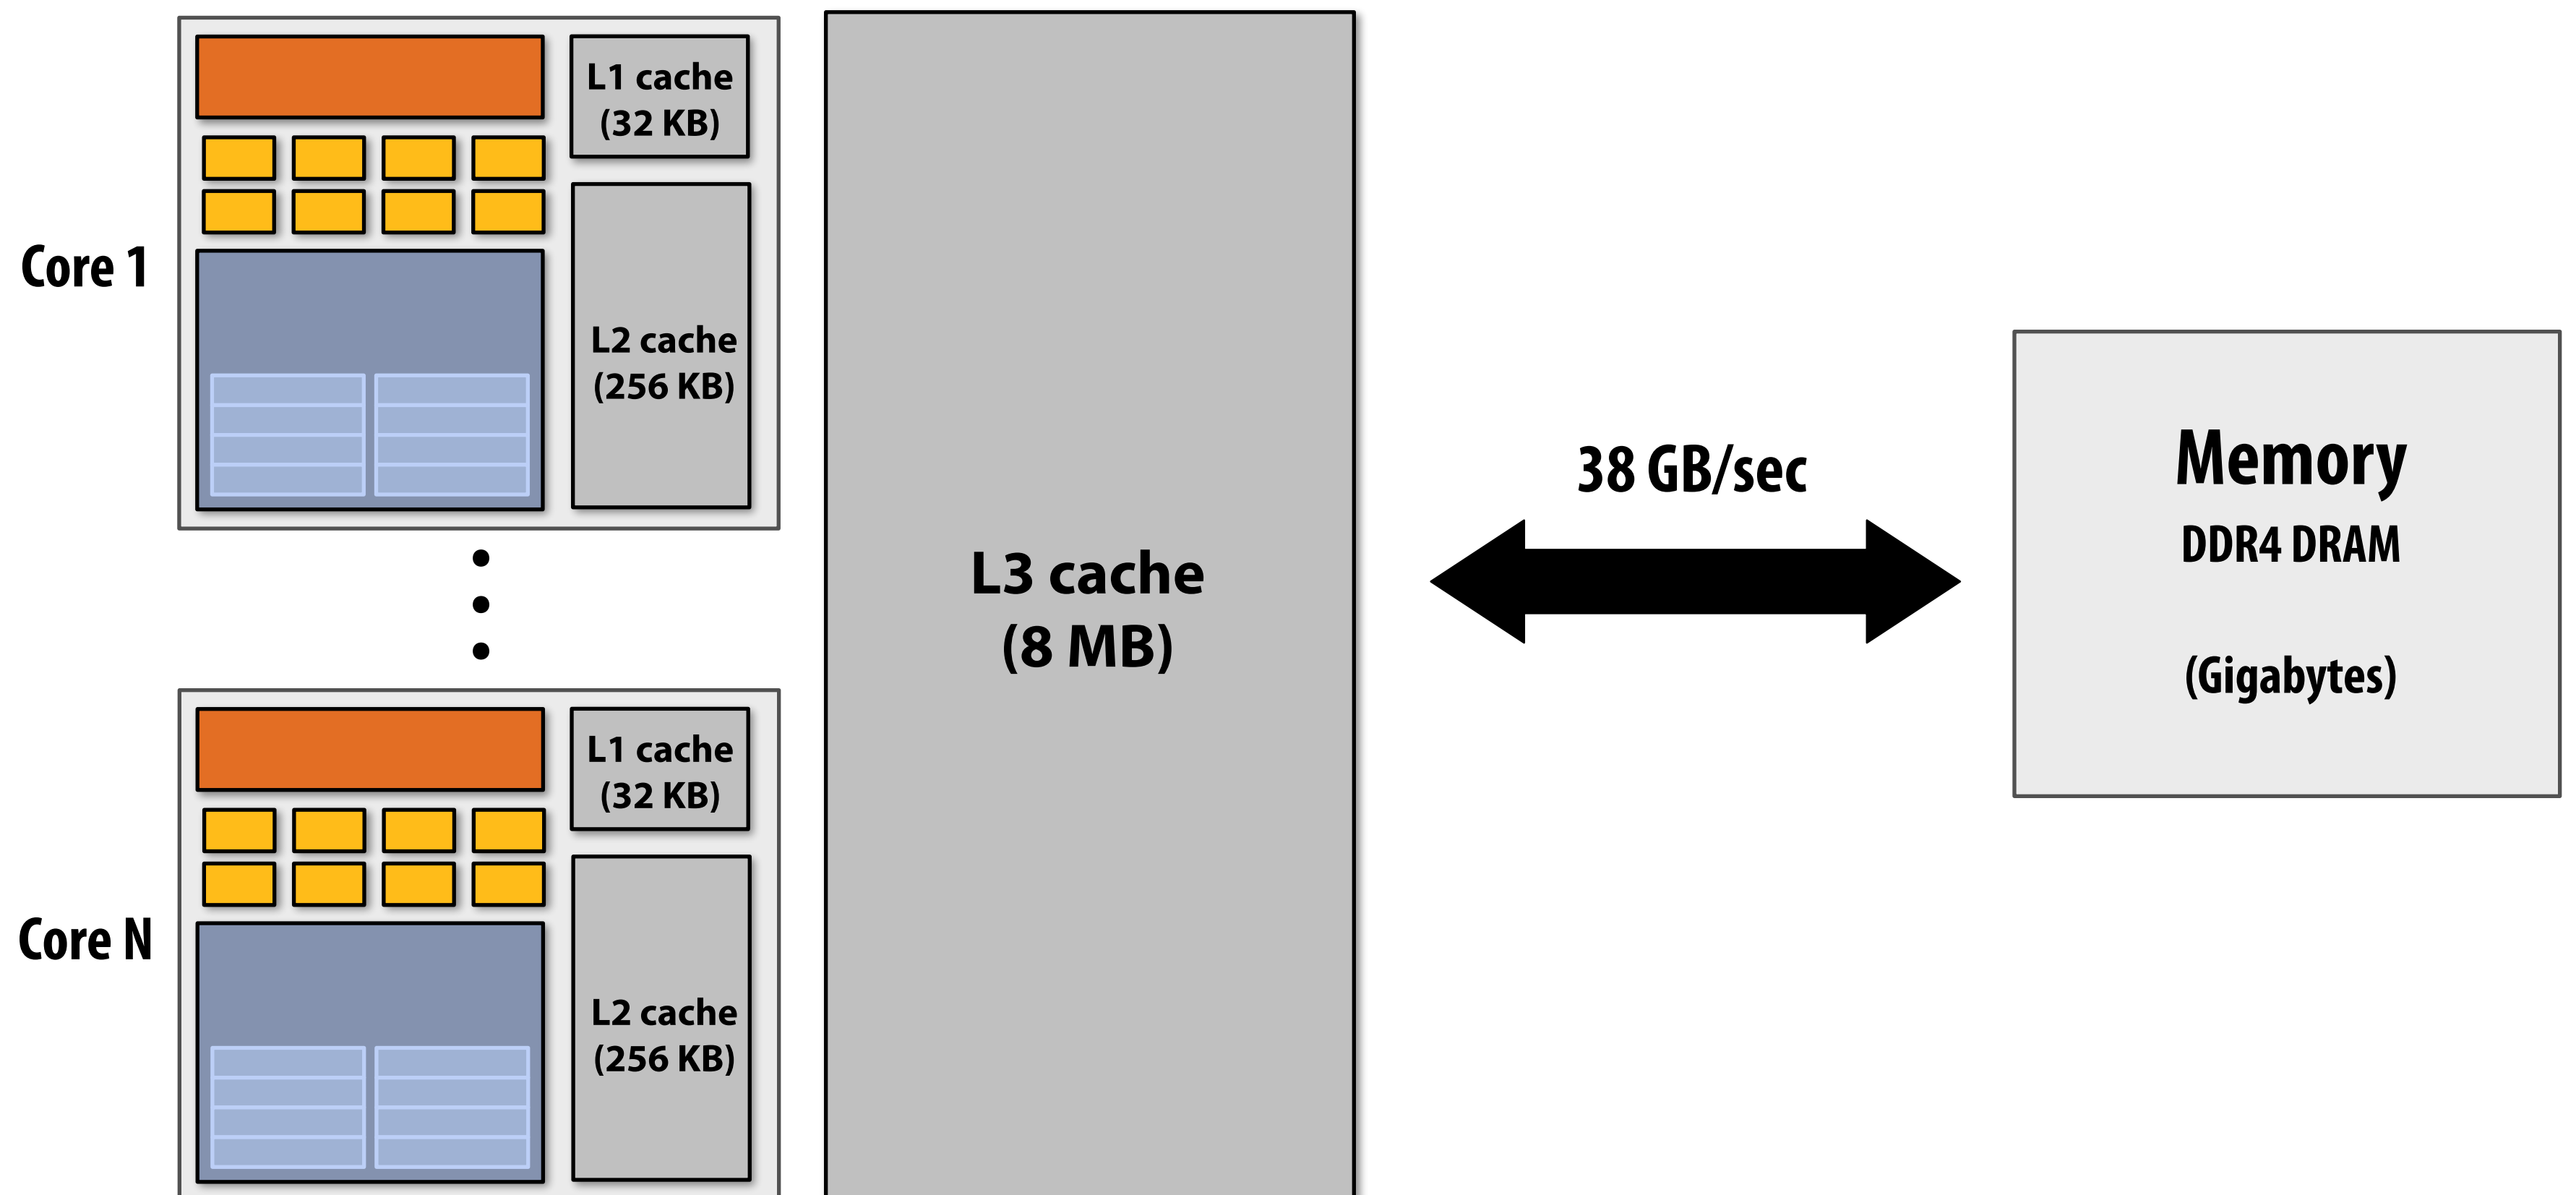 Core 1
L1 cache
(32 KB)
L2 cache
(256 KB)
Core N
L1 cache
(32 KB)
L2 cache
(256 KB)
L3 cache
(8 MB)
38 GB/sec
Memory
DDR4 DRAM
(Gigabytes)